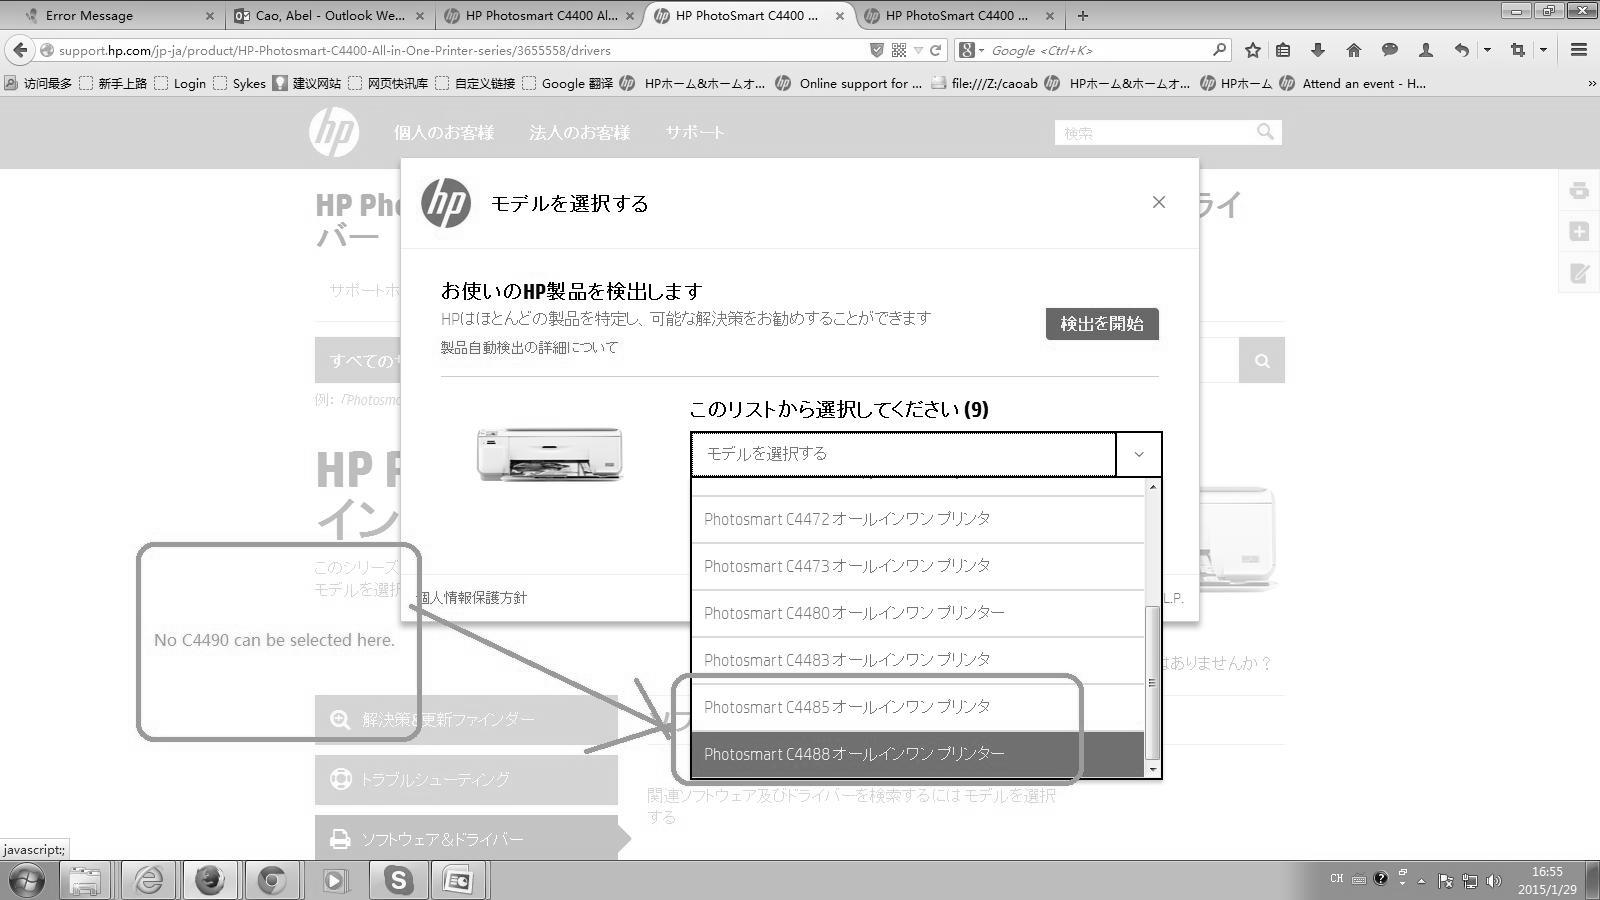 Error Message
Cao, Abel - Outlook We...
HP Photosmart C4400 Al...
HP PhotoSmart C4400 ...
HP PhotoSmart C4400 ...
support.hp.com/jp-ja/product/HP-Photosmart-C4400-All-in-One-Printer-series/3655558/drivers
Google <Ctrl+K>
访问最多 新手上路 Login Sykes 建议网站 网页快讯库 自定义链接 Google 翻译 HPホーム&ホームオ... Online support for ... file:///Z:/caoab HPホーム&ホームオ... HPホーム Attend an event - H...
hp 個人のお客様 法人のお客様 サポート 検索
HP Pho
ライ
バー
hp モデルを選択する
サポートホ
お使いのHP製品を検出します
HPはほとんどの製品を特定し、可能な解決策をお勧めすることができます
検出を開始
製品自動検出の詳細について
すべてのサ
例:「Photosmc
このリストから選択してください (9)
モデルを選択する
HP P
イン
Photosmart C4472 オールインワン プリンタ
Photosmart C4473 オールインワン プリンタ
Photosmart C4480 オールインワン プリンター
Photosmart C4483 オールインワン プリンタ
Photosmart C4485 オールインワン プリンタ
Photosmart C4488 オールインワン プリンター
このシリーズ
モデルを選択
個人情報保護方針
L.P.
No C4490 can be selected here.
はありませんか？
解決策&更新ファインダー
トラブルシューティング
ソフトウェア&ドライバー
関連ソフトウェア及びドライバーを検索するには モデルを選択
する
javascript:;
CH
16:55
2015/1/29